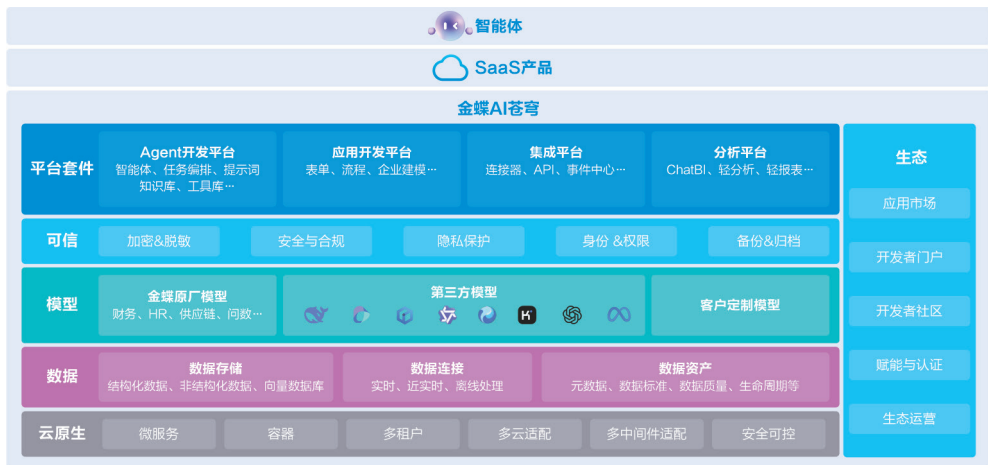 智能体
SaaS产品
金蝶AI苍穹
平台套件
Agent开发平台
智能体、任务编排、提示词
知识库、工具库…
应用开发平台
表单、流程、企业建模…
集成平台
连接器、API、事件中心…
分析平台
ChatBI、轻分析、轻报表…
可信
加密&脱敏
安全与合规
隐私保护
身份 &权限
备份&归档
模型
金蝶原厂模型
财务、HR、供应链、问数…
第三方模型
客户定制模型
数据
数据存储
结构化数据、非结构化数据、向量数据库
数据连接
实时、近实时、离线处理
数据资产
元数据、数据标准、数据质量、生命周期等
云原生
微服务
容器
多租户
多云适配
多中间件适配
安全可控
生态
应用市场
开发者门户
开发者社区
赋能与认证
生态运营